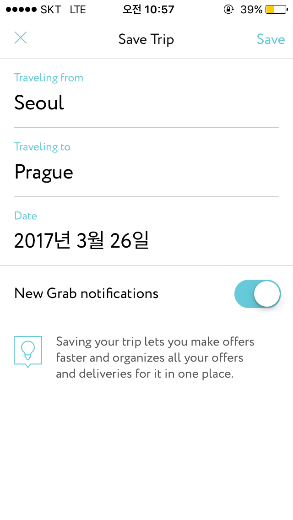 SKT LTE 오전 10:57 39%
Save Trip Save
Traveling from
Seoul
Traveling to
Prague
Date
2017년 3월 26일
New Grab notifications
Saving your trip lets you make offers
faster and organizes all your offers
and deliveries for it in one place.